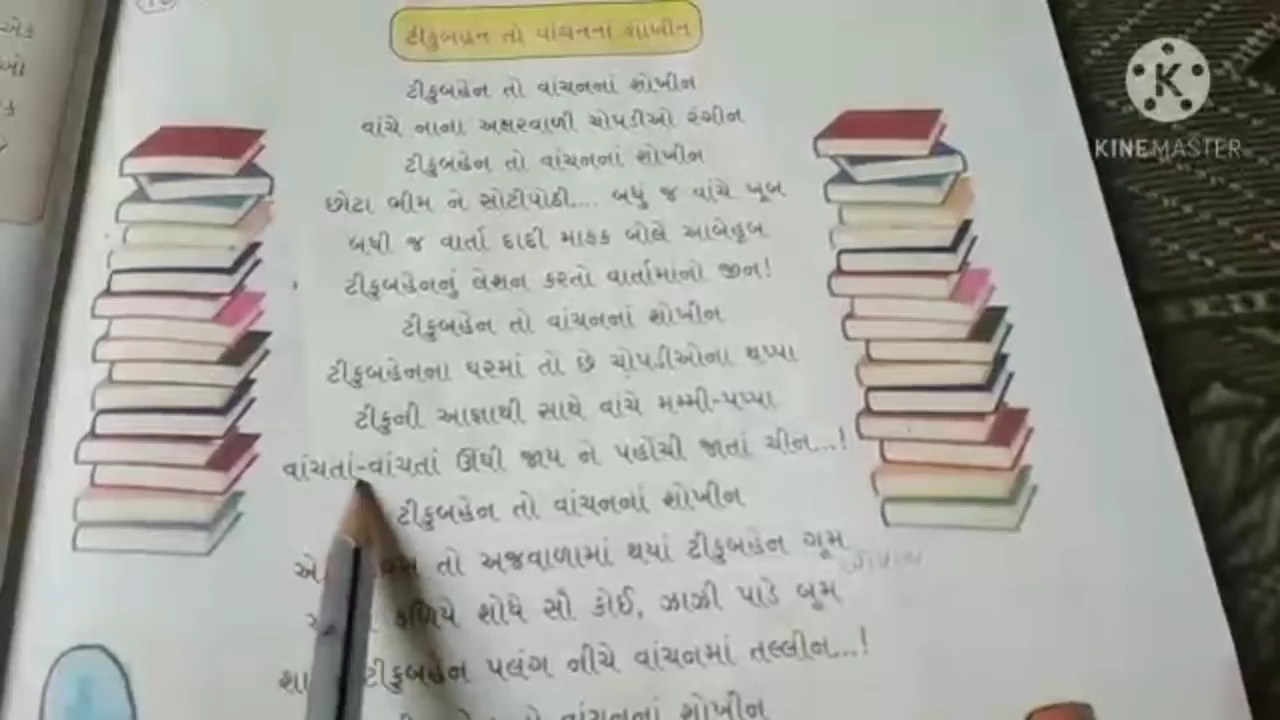 ટીકુબહેન તો વાંચનનાં શોખીન
ટીકુબહેન તો વાંચનનાં શોખીન
વાંચે નાના અક્ષરવાળી ચોપડીઓ રંગીન
ટીકુબહેન તો વાંચનનાં શોખીન
છોટા ભીમ ને સોટીપોઠી.... બધું જ વાંચે ખૂબ
બધી જ વાર્તા દાદી માફક બોલે આબેહૂબ
ટીકુબહેનનું લેશન કરતો વાર્તામાંનો જીન!
ટીકુબહેન તો વાંચનનાં શોખીન
ટીકુબહેનના ઘરમાં તો છે ચોપડીઓના થપ્પા
ટીકુની આજ્ઞાથી સાથે વાંચે મમ્મી-પપ્પા
વાંચતાં-વાંચતાં ઊંઘી જાય ને પહોંચી જાતાં ચીન...!
ટીકુબહેન તો વાંચનનાં શોખીન
તો અજવાળામાં થયાં ટીકુબહેન ગૂમ
શોધે સૌ કોઈ, ઝાઝી પાડે બૂમ
ટીકુબહેન પલંગ નીચે વાંચનમાં તલ્લીન...!
વાંચનનાં શોખીન
KINEMASTER